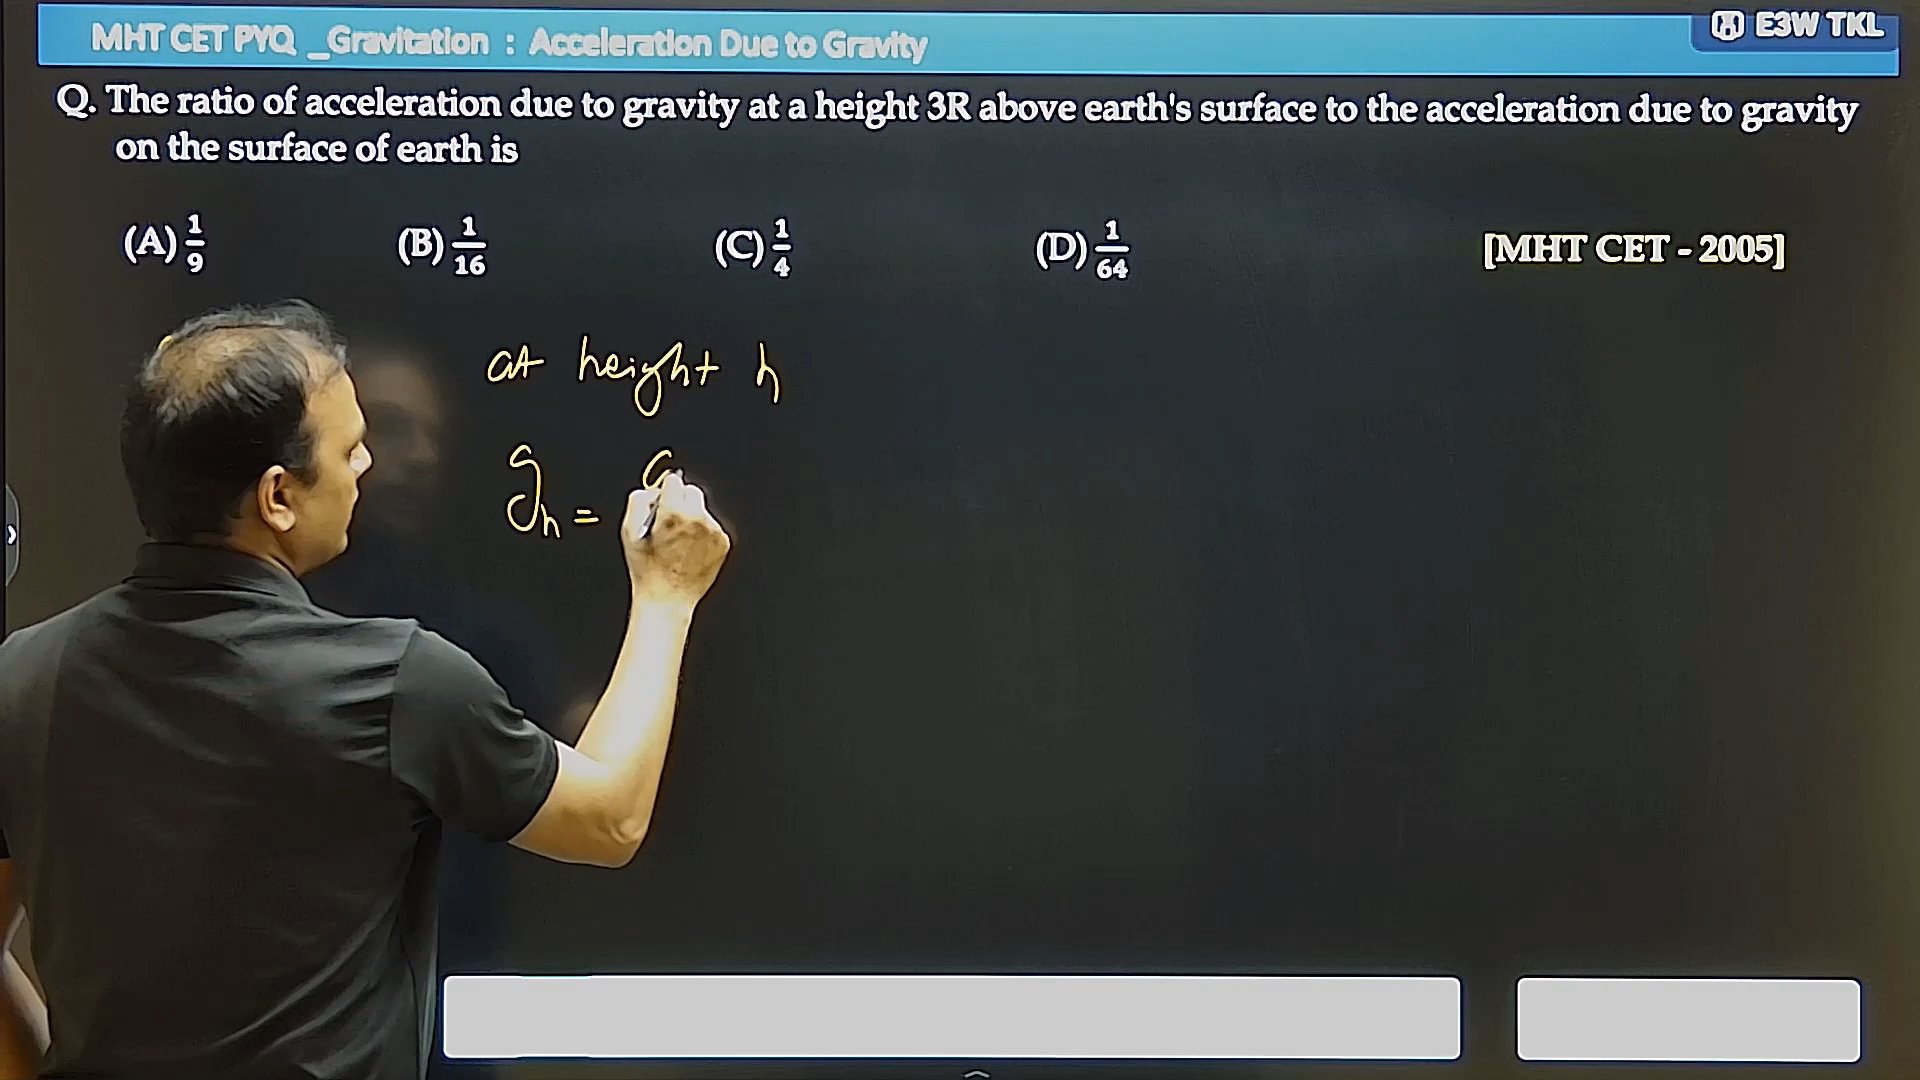 MHT CET PYQ _Gravitation : Acceleration Due to Gravity
E3W TKL
Q. The ratio of acceleration due to gravity at a height 3R above earth's surface to the acceleration due to gravity
on the surface of earth is
(A) 1/9 (B) 1/16 (C) 1/4 (D) 1/64 [MHT CET - 2005]
at height h
gh = G